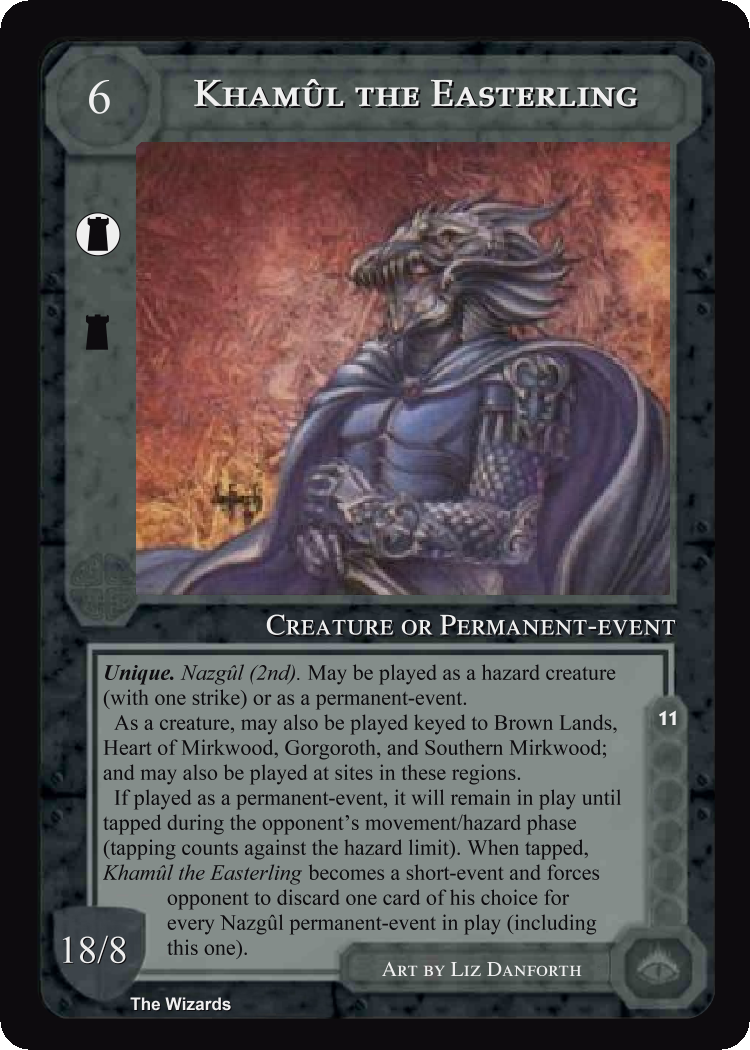 6
Khamûl the Easterling
Creature or Permanent-event
Unique. Nazgûl (2nd). May be played as a hazard creature
(with one strike) or as a permanent-event.
As a creature, may also be played keyed to Brown Lands,
Heart of Mirkwood, Gorgoroth, and Southern Mirkwood;
and may also be played at sites in these regions.
If played as a permanent-event, it will remain in play until
tapped during the opponent’s movement/hazard phase
(tapping counts against the hazard limit). When tapped,
Khamûl the Easterling becomes a short-event and forces
opponent to discard one card of his choice for
every Nazgûl permanent-event in play (including
this one).
11
18/8
Art by Liz Danforth
The Wizards